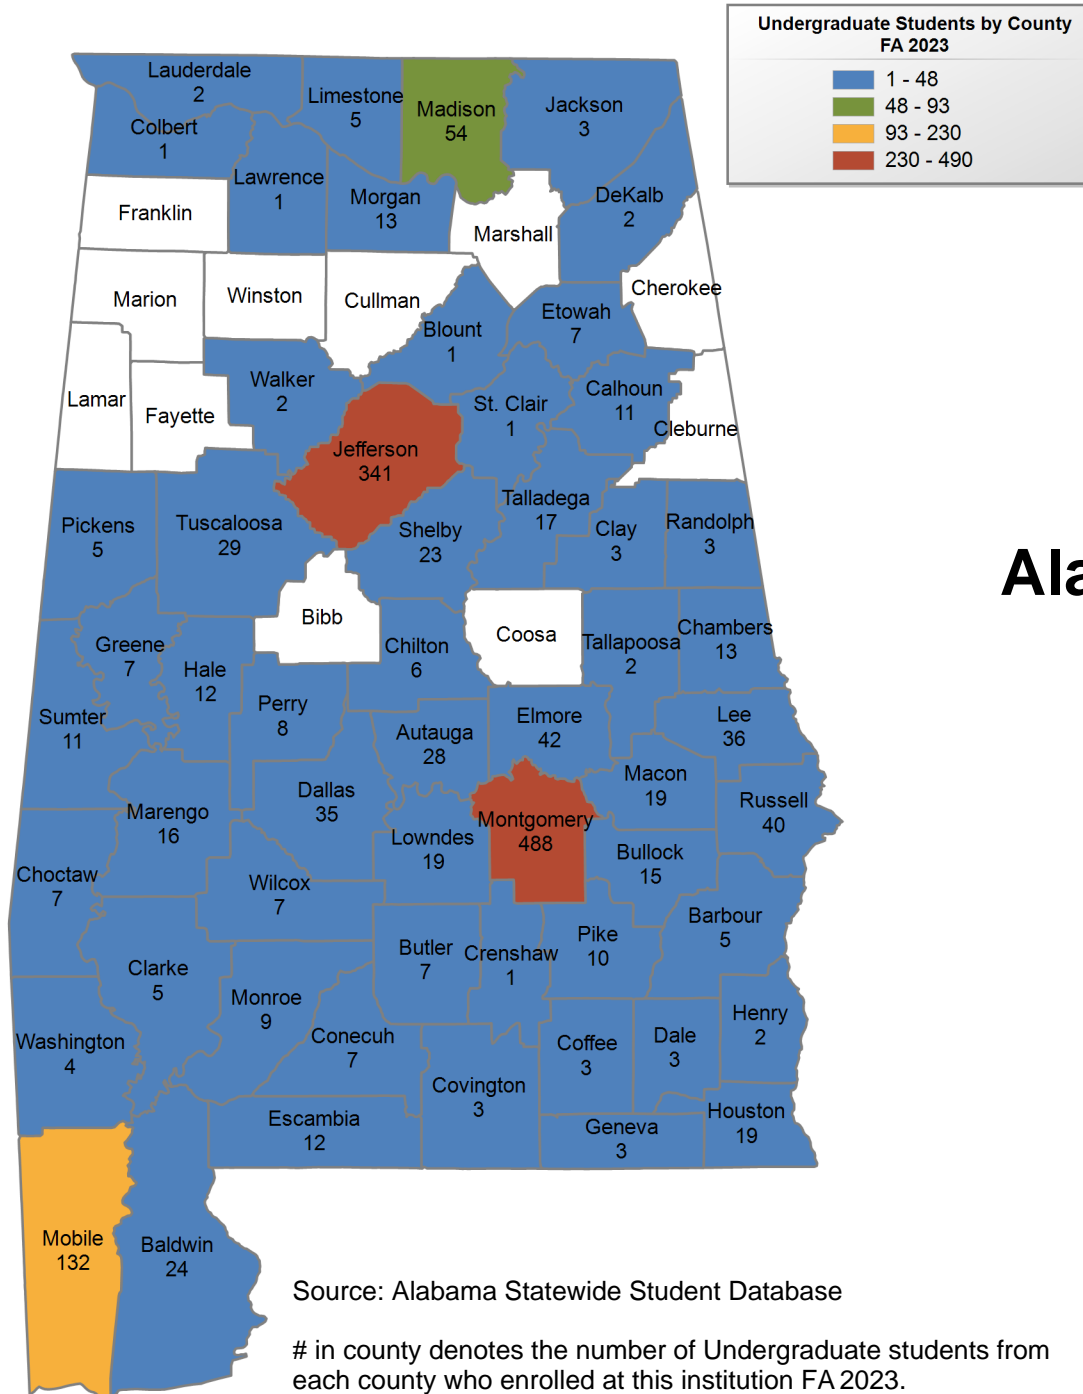 Undergraduate Students by County
FA 2023
1 - 48
48 - 93
93 - 230
230 - 490
Lauderdale
2
Limestone
5
Madison
54
Jackson
3
Colbert
1
Lawrence
1
Morgan
13
DeKalb
2
Franklin
Marshall
Marion
Winston
Cullman
Cherokee
Blount
1
Etowah
7
Walker
2
Lamar
Fayette
St. Clair
1
Calhoun
11
Cleburne
Jefferson
341
Pickens
5
Tuscaloosa
29
Shelby
23
Talladega
17
Clay
3
Randolph
3
Ala
Bibb
Coosa
Greene
7
Hale
12
Chilton
6
Tallapoosa
2
Chambers
13
Sumter
11
Perry
8
Autauga
28
Elmore
42
Lee
36
Dallas
35
Macon
19
Russell
40
Marengo
16
Lowndes
19
Montgomery
488
Bullock
15
Choctaw
7
Wilcox
7
Barbour
5
Clarke
5
Butler
7
Crenshaw
1
Pike
10
Monroe
9
Conecuh
7
Henry
2
Washington
4
Coffee
3
Dale
3
Covington
3
Escambia
12
Geneva
3
Houston
19
Mobile
132
Baldwin
24
Source: Alabama Statewide Student Database
# in county denotes the number of Undergraduate students from
each county who enrolled at this institution FA 2023.